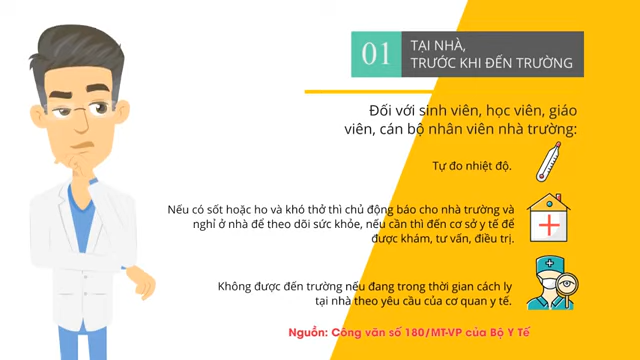 01
TẠI NHÀ,
TRƯỚC KHI ĐẾN TRƯỜNG
Đối với sinh viên, học viên, giáo
viên, cán bộ nhân viên nhà trường:
Tự đo nhiệt độ.
Nếu có sốt hoặc ho và khó thở thì chủ động báo cho nhà trường và
nghỉ ở nhà để theo dõi sức khỏe, nếu cần thì đến cơ sở y tế để
được khám, tư vấn, điều trị.
Không được đến trường nếu đang trong thời gian cách ly
tại nhà theo yêu cầu của cơ quan y tế.
Nguồn: Công văn số 180/MT-VP của Bộ Y Tế